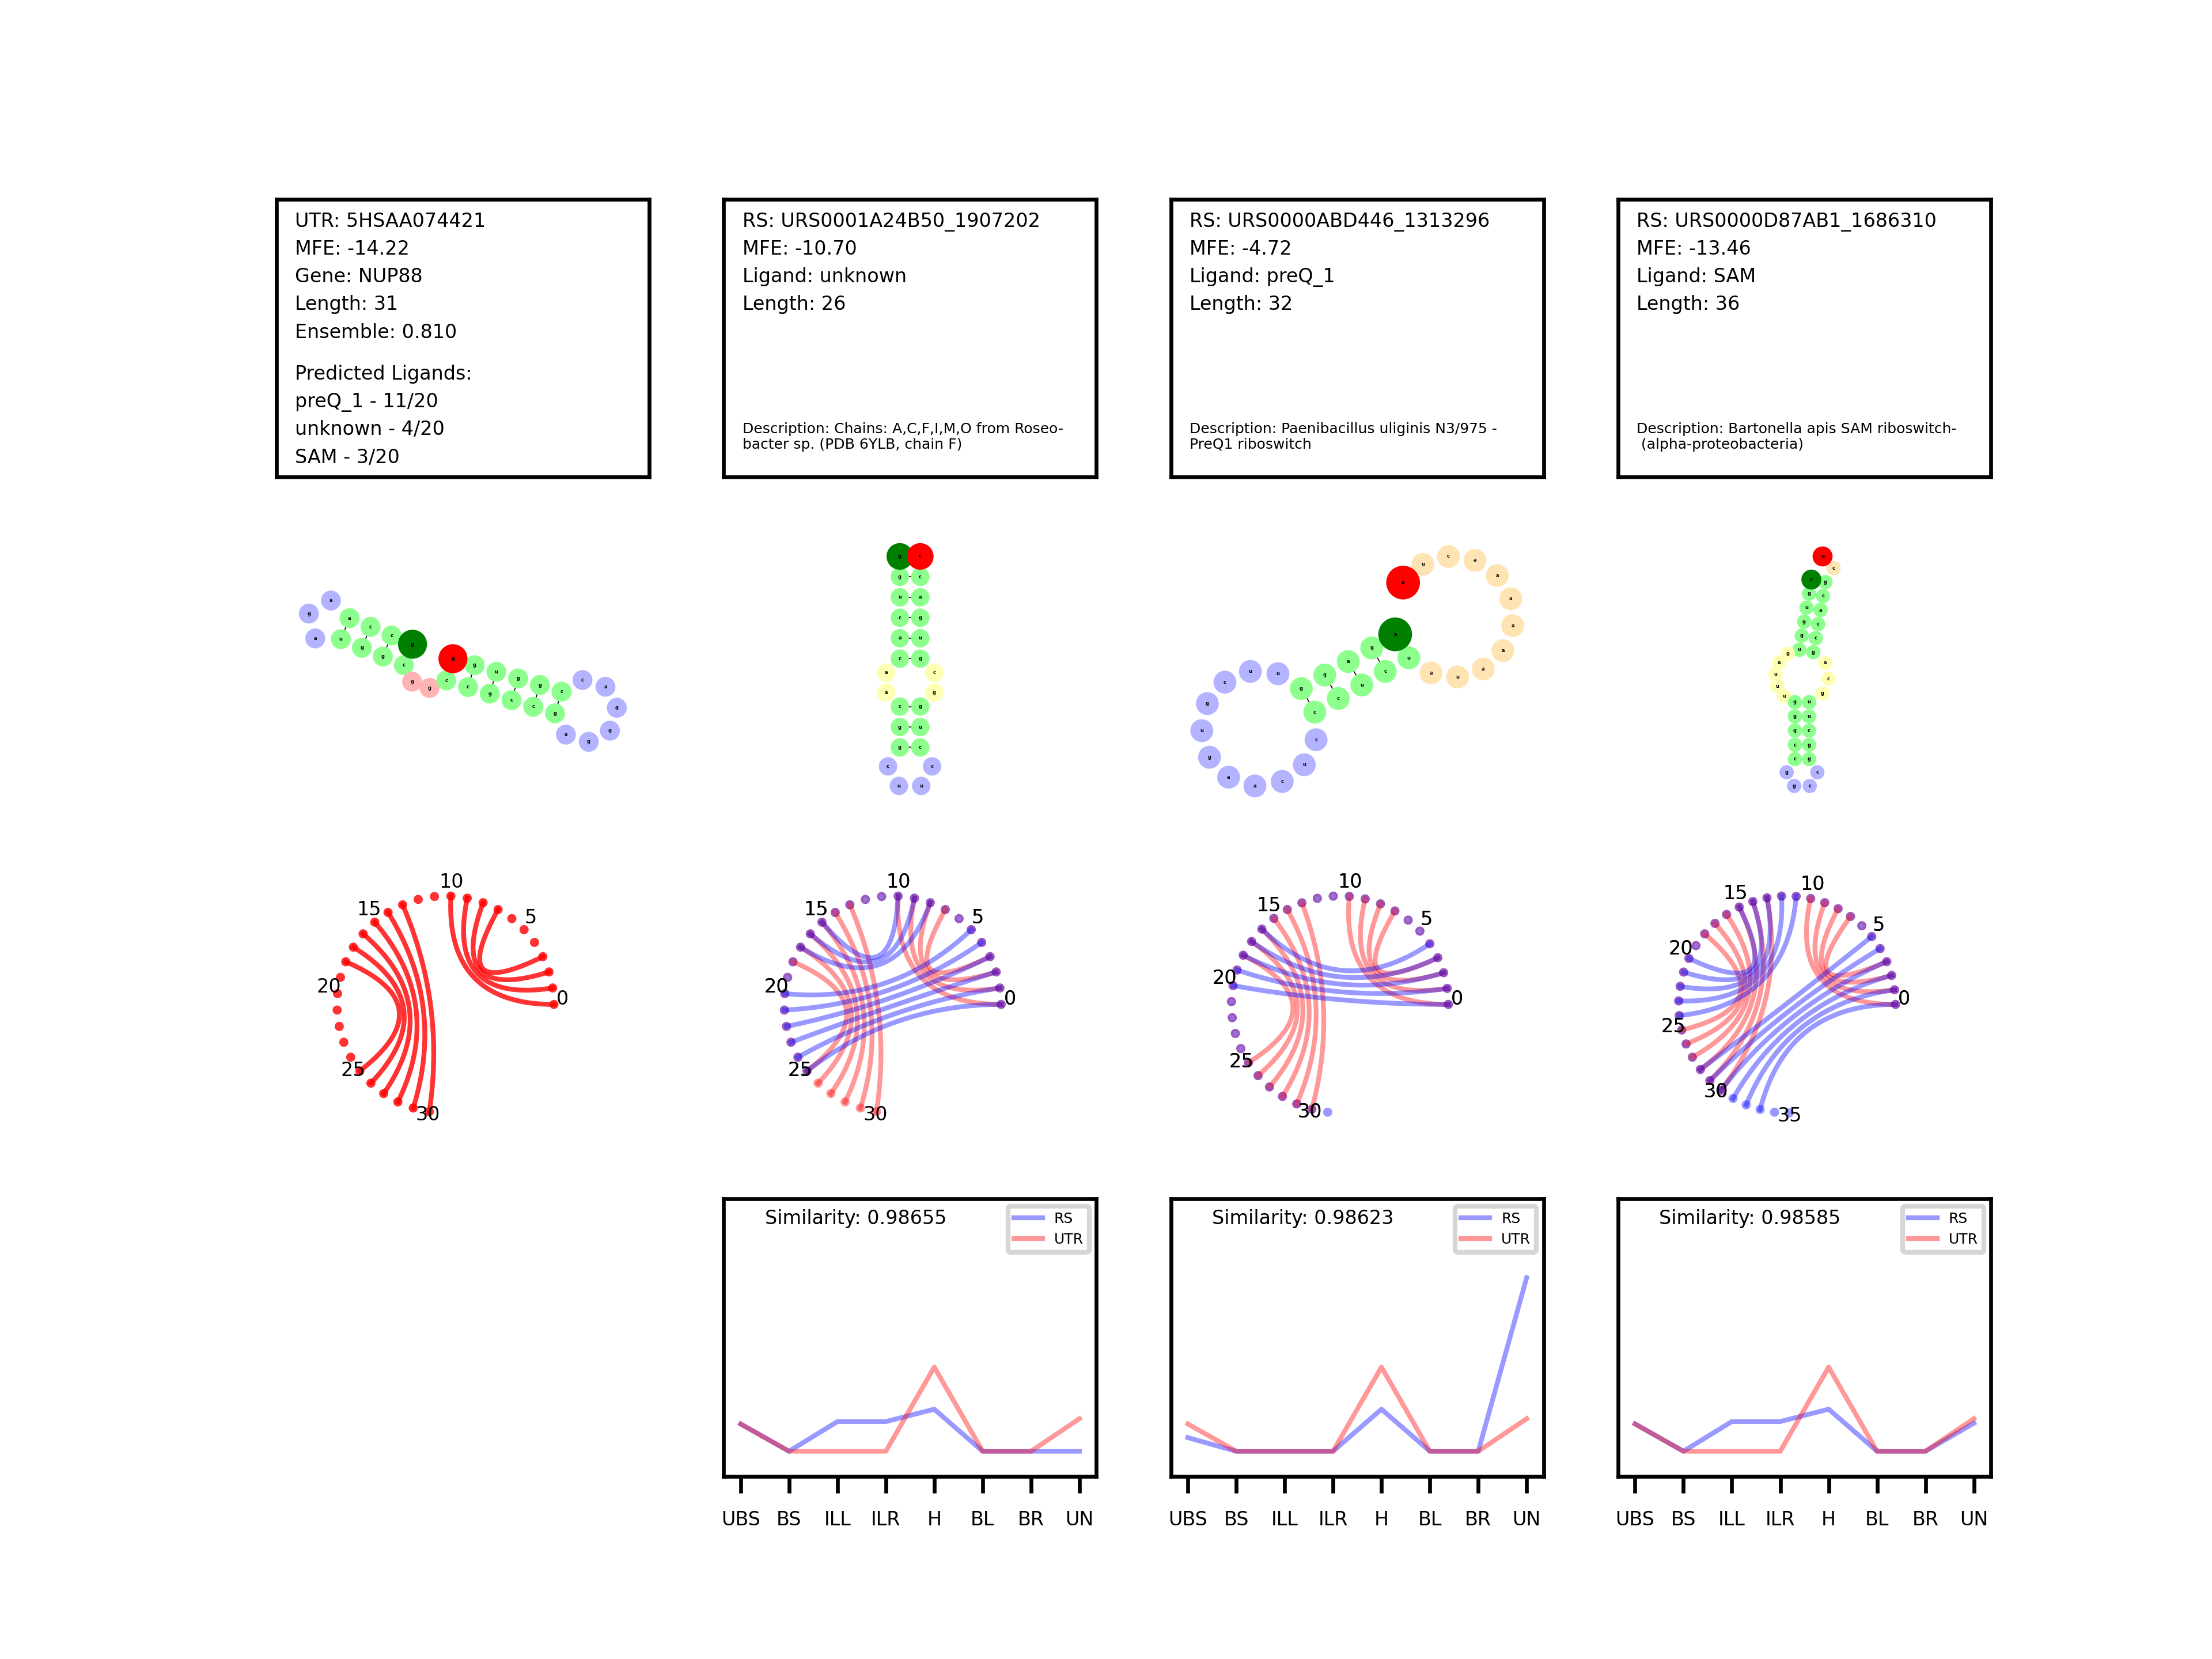 UTR: 5HSAA074421
MFE: -14.22
Gene: NUP88
Length: 31
Ensemble: 0.810
Predicted Ligands:
preQ_1 - 11/20
unknown - 4/20
SAM - 3/20
RS: URS0001A24B50_1907202
MFE: -10.70
Ligand: unknown
Length: 26
Description: Chains: A,C,F,I,M,O from Roseo-
bacter sp. (PDB 6YLB, chain F)
RS: URS0000ABD446_1313296
MFE: -4.72
Ligand: preQ_1
Length: 32
Description: Paenibacillus uliginis N3/975 -
PreQ1 riboswitch
RS: URS0000D87AB1_1686310
MFE: -13.46
Ligand: SAM
Length: 36
Description: Bartonella apis SAM riboswitch-
(alpha-proteobacteria)
0
5
10
15
20
25
30
0
5
10
15
20
25
30
0
5
10
15
20
25
30
0
5
10
15
20
25
30
35
Similarity: 0.98655
RS
UTR
UBS BS ILL ILR H BL BR UN
Similarity: 0.98623
RS
UTR
UBS BS ILL ILR H BL BR UN
Similarity: 0.98585
RS
UTR
UBS BS ILL ILR H BL BR UN